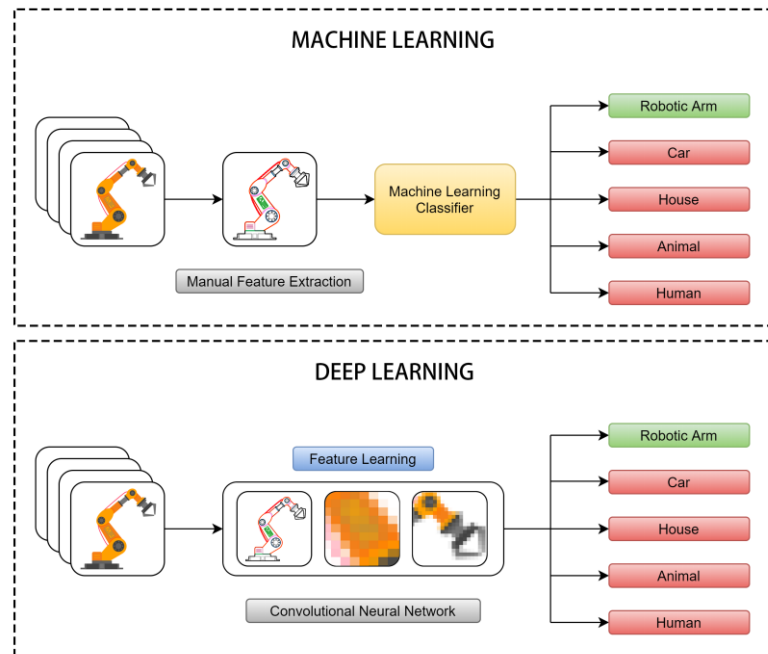 MACHINE LEARNING
Robotic Arm
Car
Machine Learning
Classifier
House
Animal
Manual Feature Extraction
Human
DEEP LEARNING
Robotic Arm
Feature Learning
Car
House
Animal
Convolutional Neural Network
Human